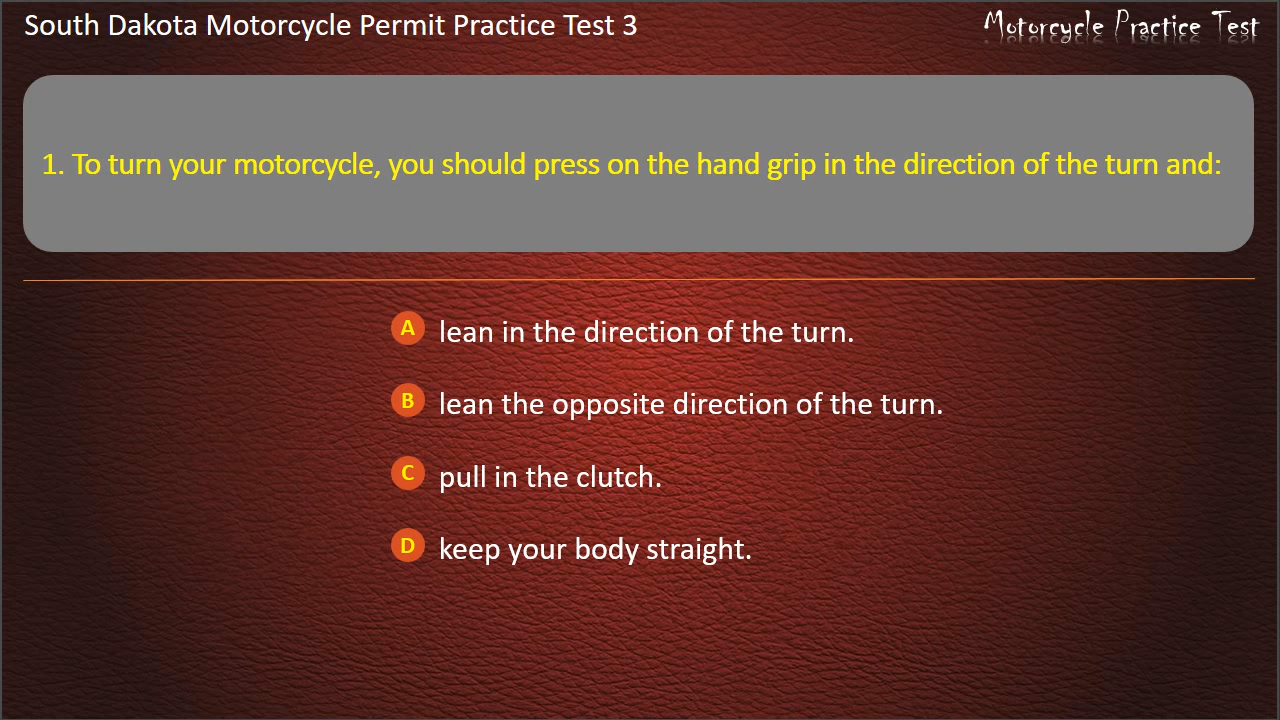 South Dakota Motorcycle Permit Practice Test 3
Motorcycle Practice Test
1. To turn your motorcycle, you should press on the hand grip in the direction of the turn and:
A lean in the direction of the turn.
B lean the opposite direction of the turn.
C pull in the clutch.
D keep your body straight.